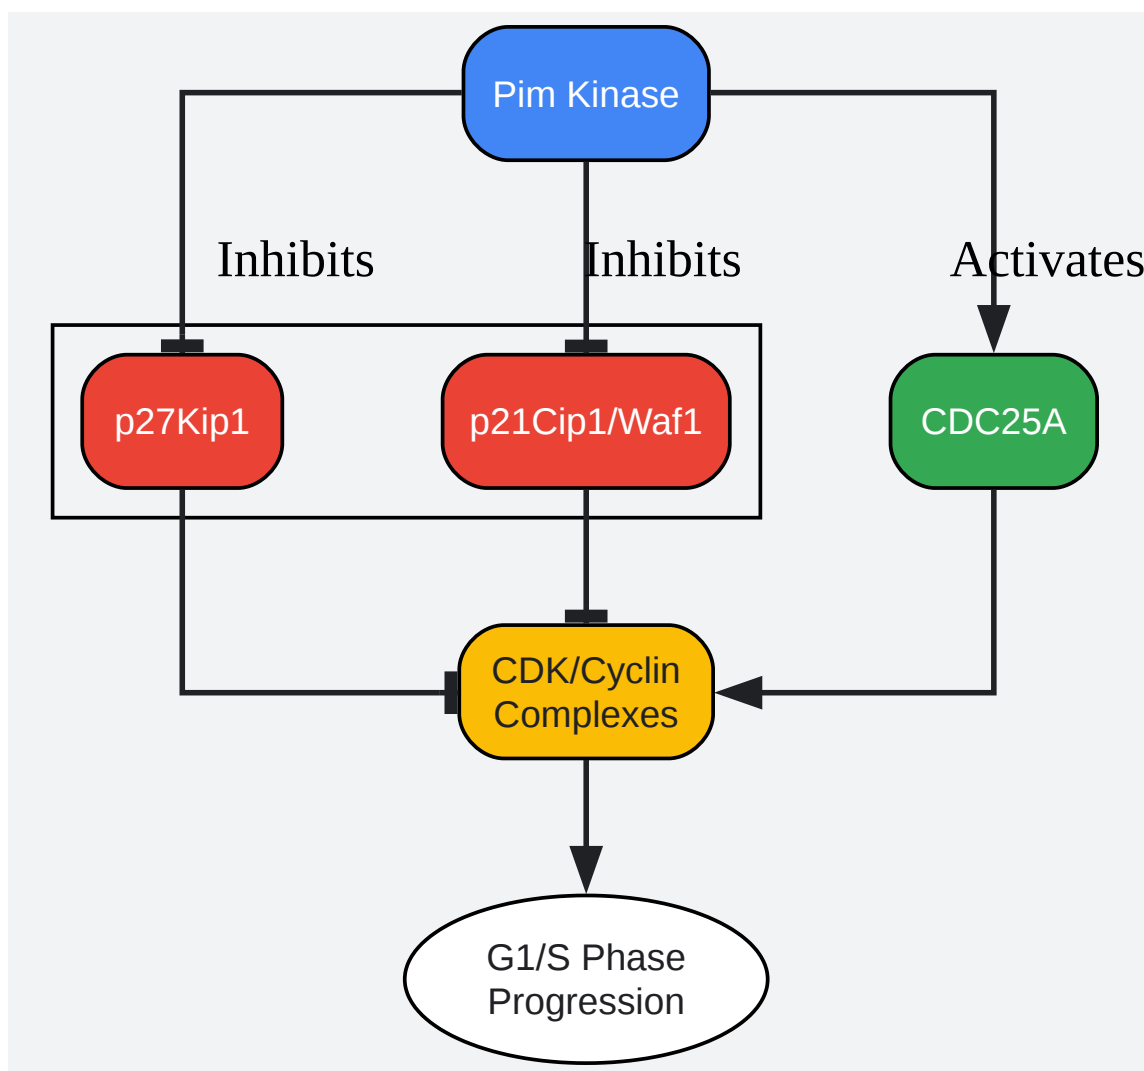 Pim Kinase
Inhibits
Inhibits
Activates
p27Kip1
p21Cip1/Waf1
CDC25A
CDK/Cyclin
Complexes
G1/S Phase
Progression